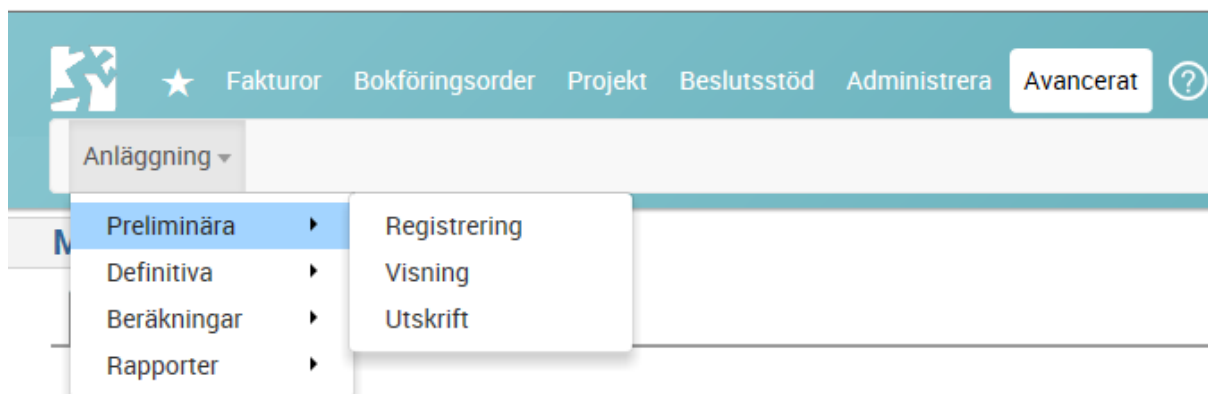 Fakturor Bokföringsorder Projekt Beslutsstöd Administrera Avancerat ?
Anläggning
Preliminära Registrering
M
Definitiva Visning
Beräkningar Utskrift
Rapporter